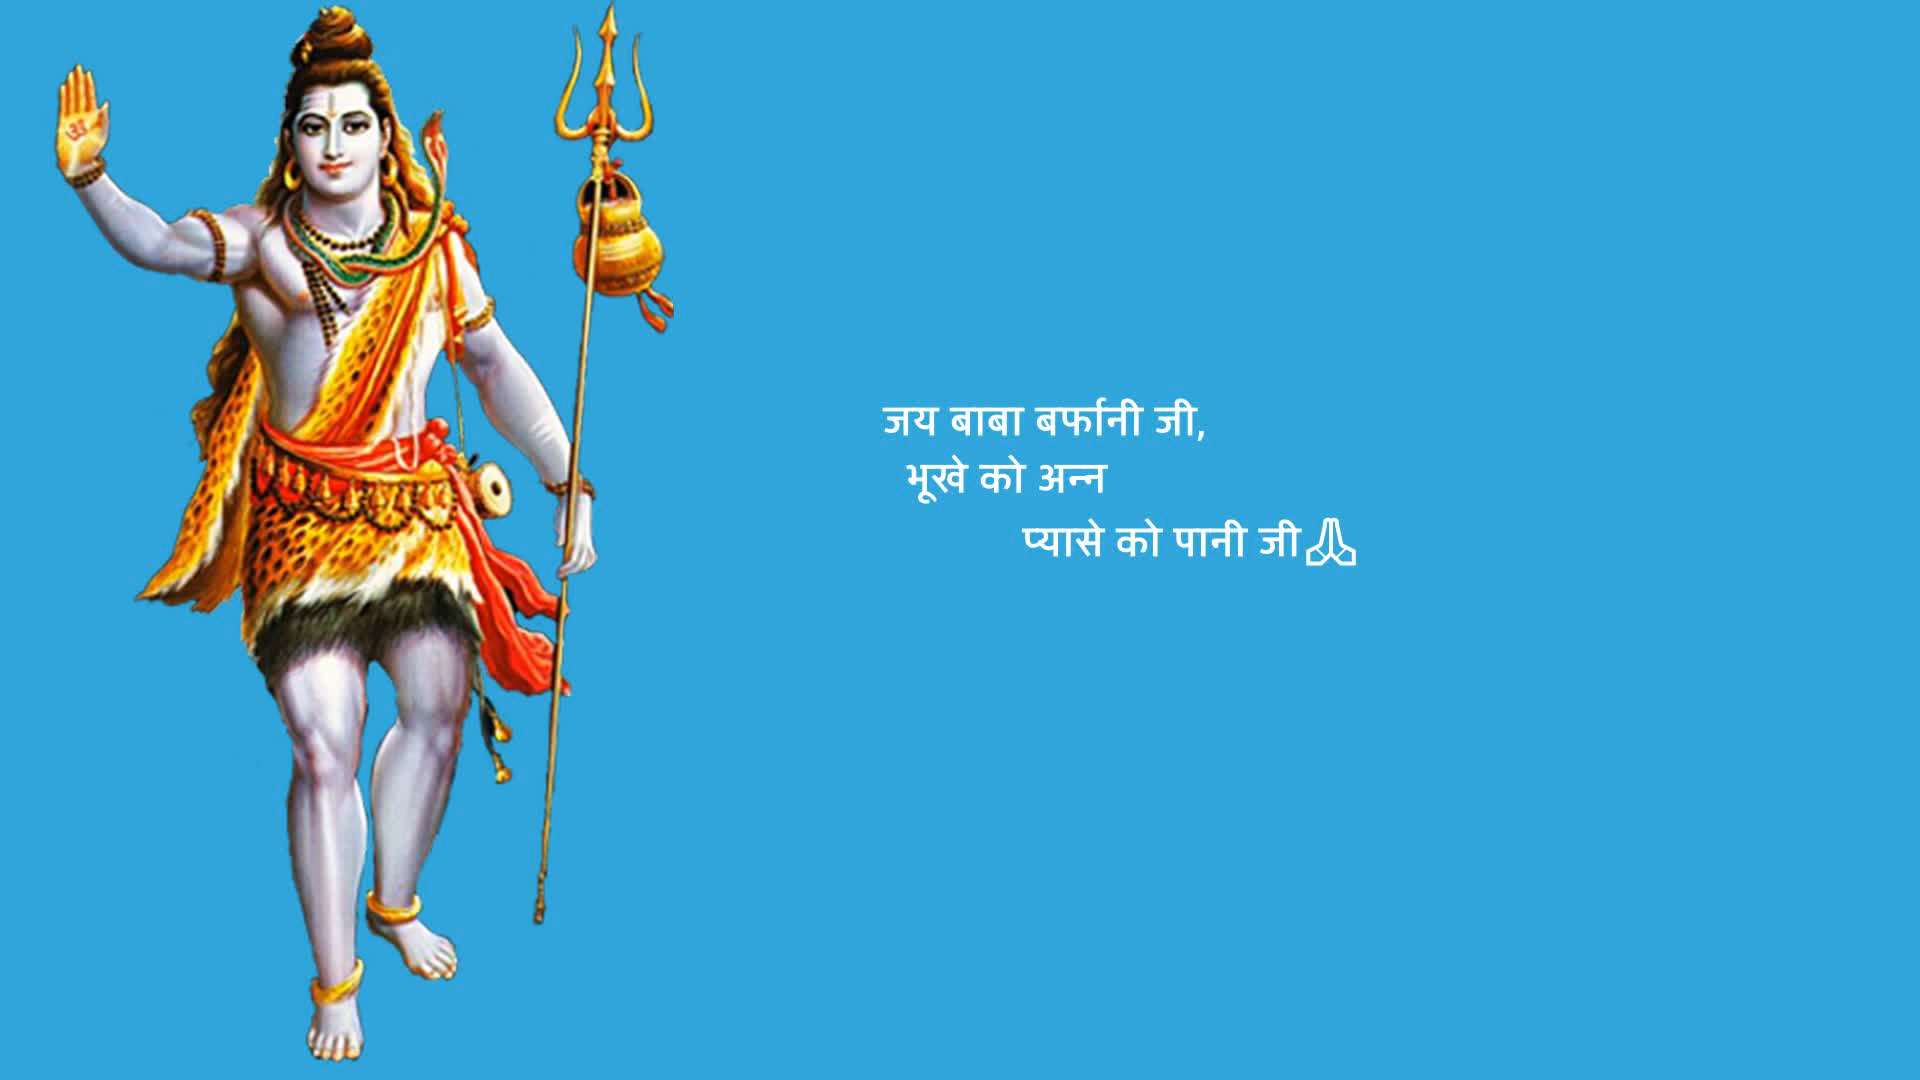 ॐ
जय बाबा बर्फानी जी,
भूखे को अन्न
प्यासे को पानी जी🙏